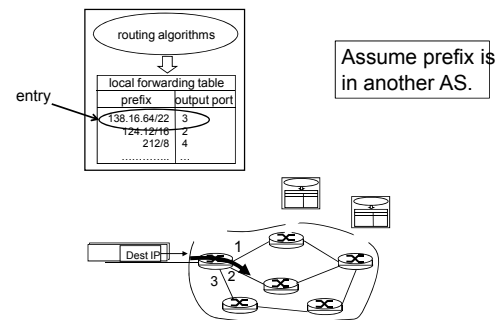 routing algorithms
local forwarding table
prefix output port
138.16.64/22 3
124.12/16 2
212/8 4
.............. ...
entry
Assume prefix is
in another AS.
Dest IP
1
2
3